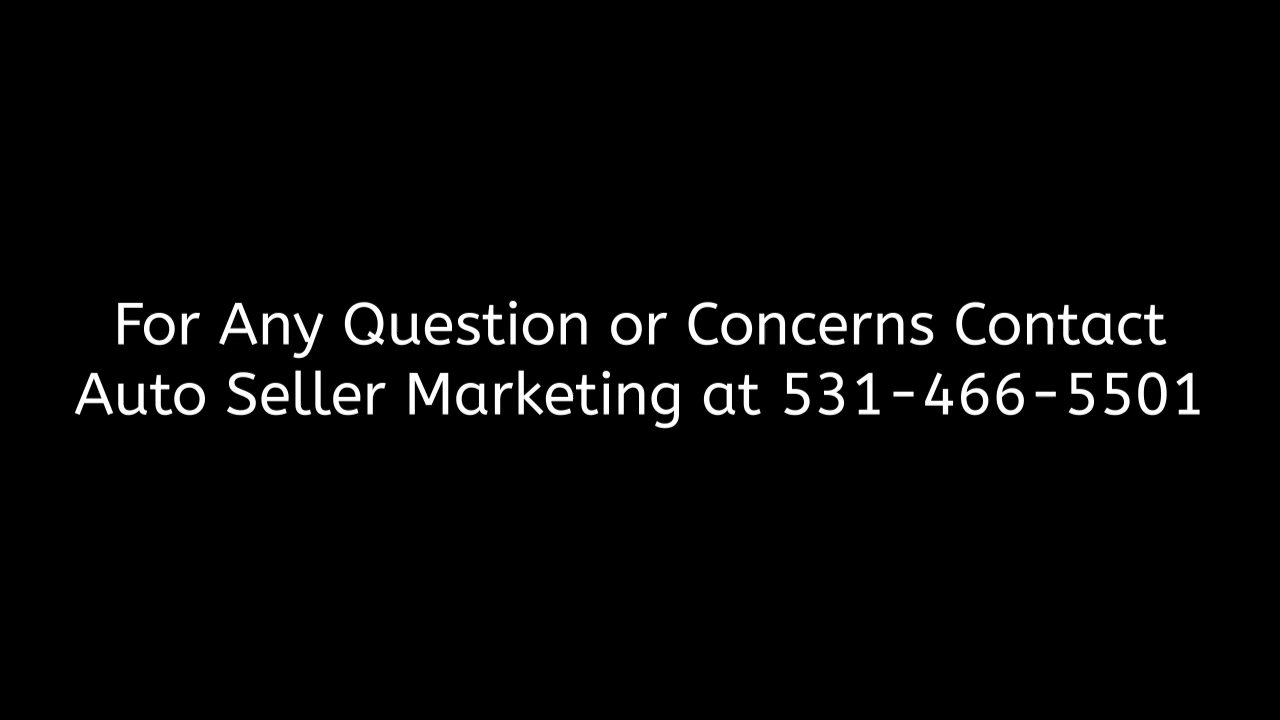 For Any Question or Concerns Contact
Auto Seller Marketing at 531-466-5501